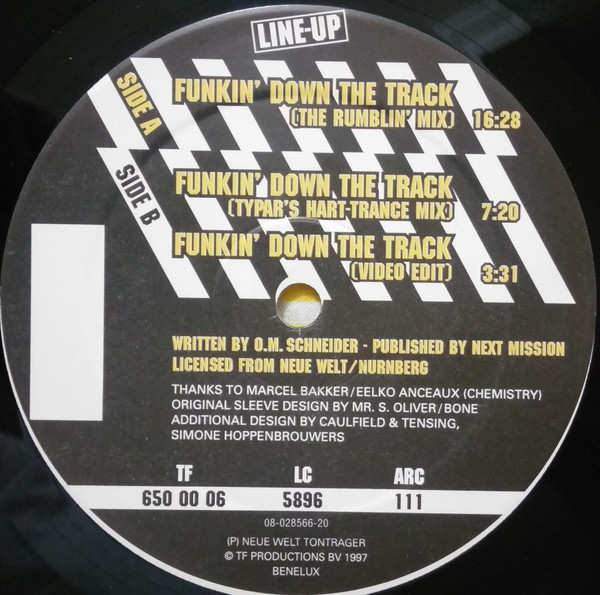 LINE-UP
SIDE A
FUNKIN' DOWN THE TRACK
(THE RUMBLIN' MIX) 16:28
SIDE B
FUNKIN' DOWN THE TRACK
(TYPAR'S HART-TRANCE MIX) 7:20
FUNKIN' DOWN THE TRACK
(VIDEO EDIT) 3:31
WRITTEN BY O.M. SCHNEIDER - PUBLISHED BY NEXT MISSION
LICENSED FROM NEUE WELT/NURNBERG
THANKS TO MARCEL BAKKER/EELKO ANCEAUX (CHEMISTRY)
ORIGINAL SLEEVE DESIGN BY MR. S. OLIVER/BONE
ADDITIONAL DESIGN BY CAULFIELD & TENSING,
SIMONE HOPPENBROUWERS
TF LC ARC
650 00 06 5896 111
08-028566-20
(P) NEUE WELT TONTRAGER
© TF PRODUCTIONS BV 1997
BENELUX